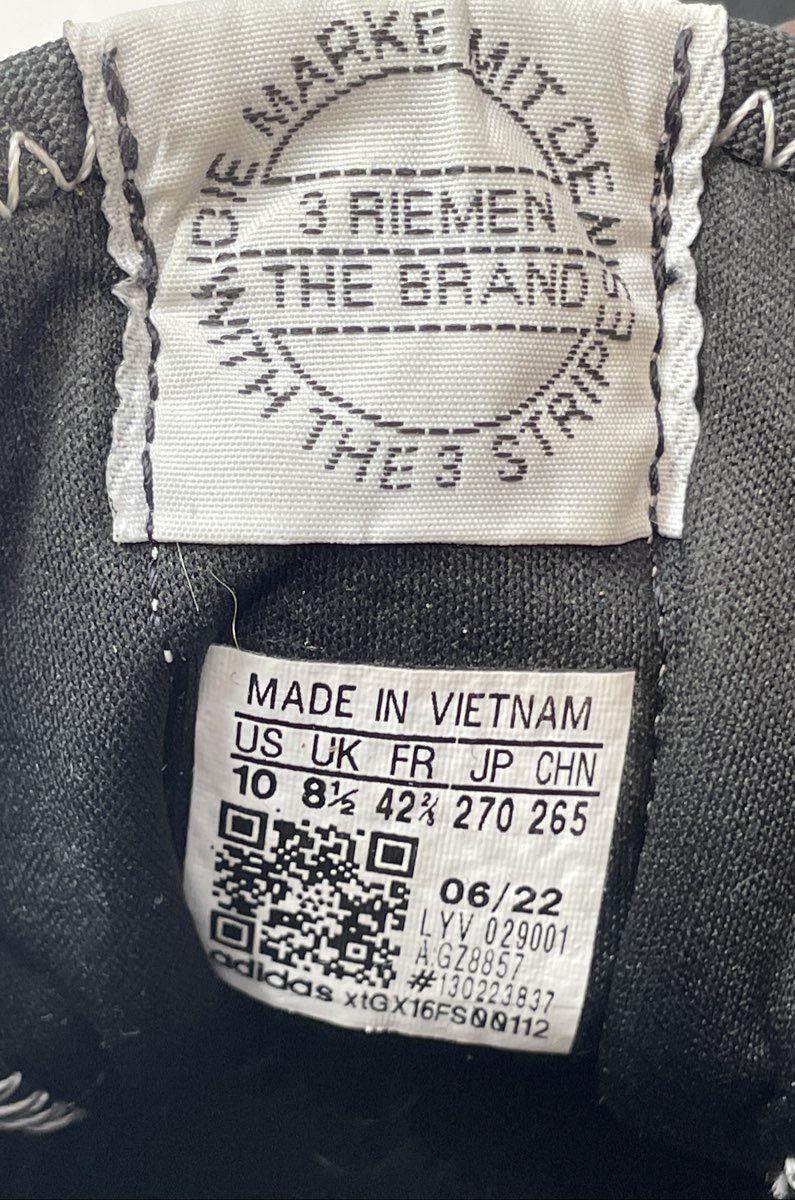 DIE MARKE MIT DEN
3 RIEMEN
THE BRAND
WITH THE 3 STRIPES
MADE IN VIETNAM
US UK FR JP CHN
10 8½ 42⅔ 270 265
06/22
LYV 029001
A.GZ8857
#130223837
adidas xtGX16FS00112